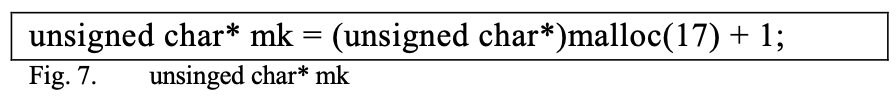 unsigned char* mk = (unsigned char*)malloc(17) + 1;
Fig. 7. unsinged char* mk